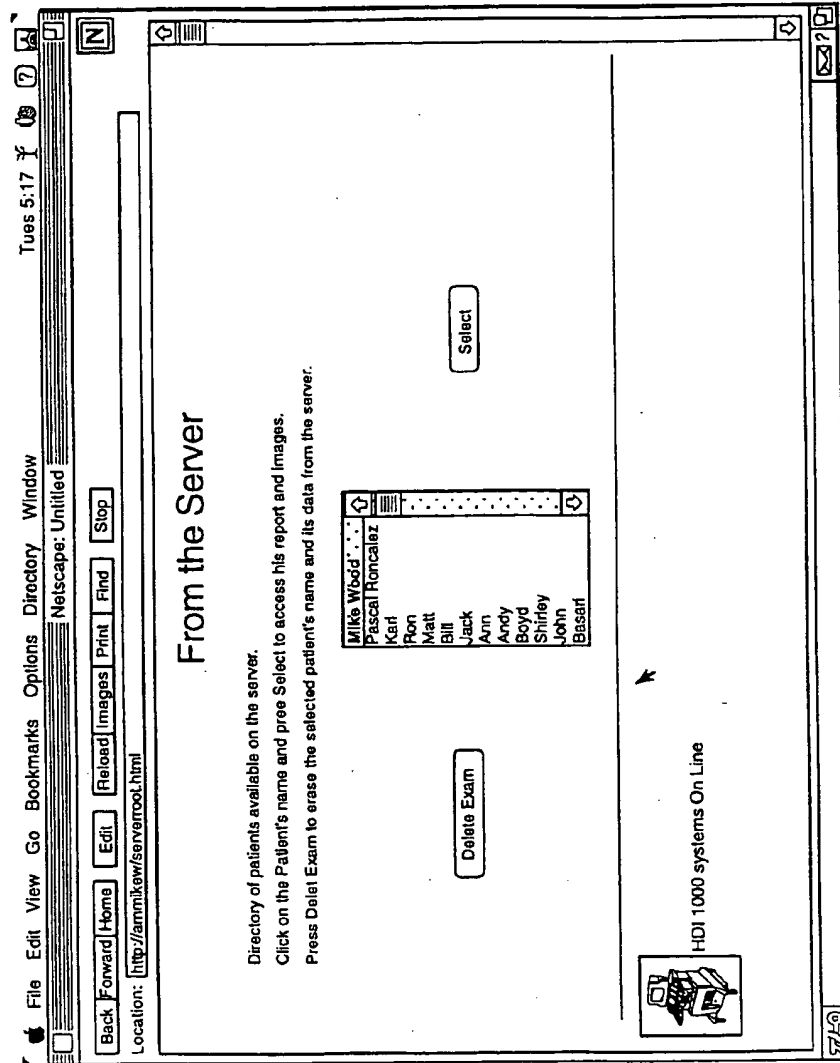 File Edit View Go Bookmarks Options Directory Window Tues 5:17 ?
Netscape: Untitled
Back Forward Home Edit Reload Images Print Find Stop N
Location: http://ammikew/serverroot.html
From the Server
Directory of patients available on the server.
Click on the Patient's name and pree Select to access his report and images.
Press Delet Exam to erase the selected patient's name and its data from the server.
Mike Wood
Pascal Roncalez
Karl
Ron
Matt
Bill
Jack
Ann
Andy
Boyd
Shirley
John
Basari
Delete Exam
Select
HDI 1000 systems On Line
?